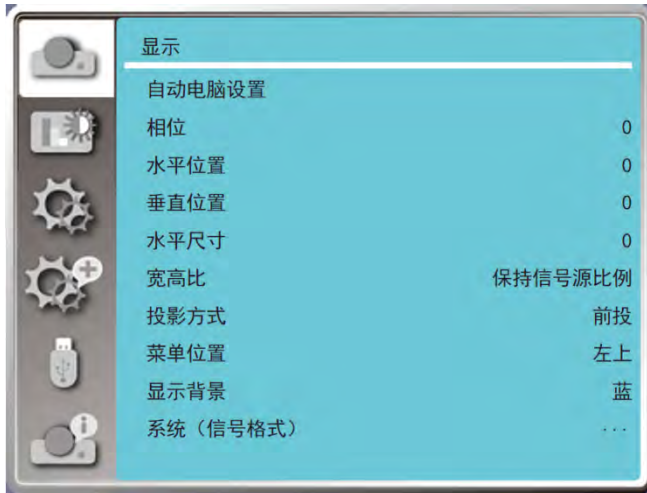 显示
自动电脑设置
相位 0
水平位置 0
垂直位置 0
水平尺寸 0
宽高比 保持信号源比例
投影方式 前投
菜单位置 左上
显示背景 蓝
系统（信号格式） ···